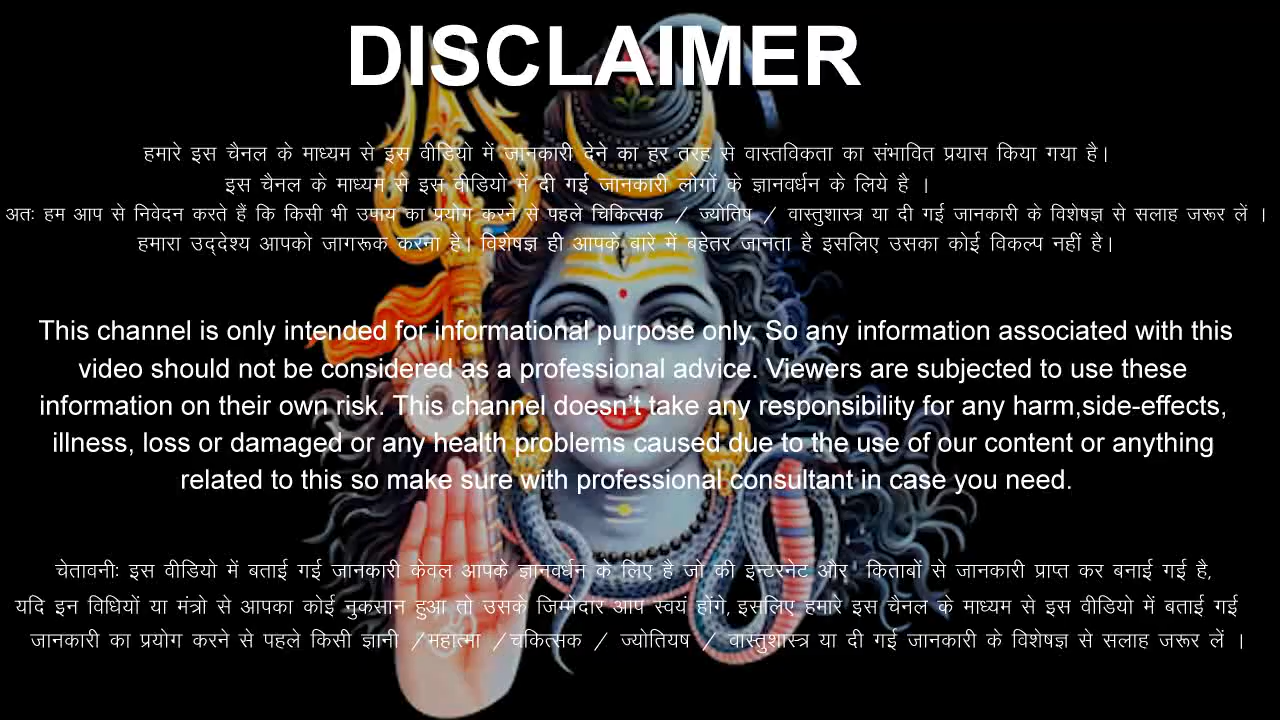 DISCLAIMER
हमारे इस चैनल के माध्यम से इस वीडियो में जानकारी देने का हर तरह से वास्तविकता का संभावित प्रयास किया गया है।
इस चैनल के माध्यम से इस वीडियो में दी गई जानकारी लोगों के ज्ञानवर्धन के लिये है ।
अतः हम आप से निवेदन करते हैं कि किसी भी उपाय का प्रयोग करने से पहले चिकित्सक / ज्योतिष / वास्तुशास्त्र या दी गई जानकारी के विशेषज्ञ से सलाह जरूर लें ।
हमारा उद्देश्य आपको जागरूक करना है। विशेषज्ञ ही आपके बारे में बहेतर जानता है इसलिए उसका कोई विकल्प नहीं है।
This channel is only intended for informational purpose only. So any information associated with this
video should not be considered as a professional advice. Viewers are subjected to use these
information on their own risk. This channel doesn't take any responsibility for any harm,side-effects,
illness, loss or damaged or any health problems caused due to the use of our content or anything
related to this so make sure with professional consultant in case you need.
चेतावनीः इस वीडियो में बताई गई जानकारी केवल आपके ज्ञानवर्धन के लिए है जो की इन्टरनेट और किताबों से जानकारी प्राप्त कर बनाई गई है,
यदि इन विधियों या मंत्रो से आपका कोई नुकसान हुआ तो उसके जिम्मेदार आप स्वयं होंगे, इसलिए हमारे इस चैनल के माध्यम से इस वीडियो में बताई गई
जानकारी का प्रयोग करने से पहले किसी ज्ञानी /महात्मा /चकित्सक / ज्योतियष / वास्तुशास्त्र या दी गई जानकारी के विशेषज्ञ से सलाह जरूर लें ।